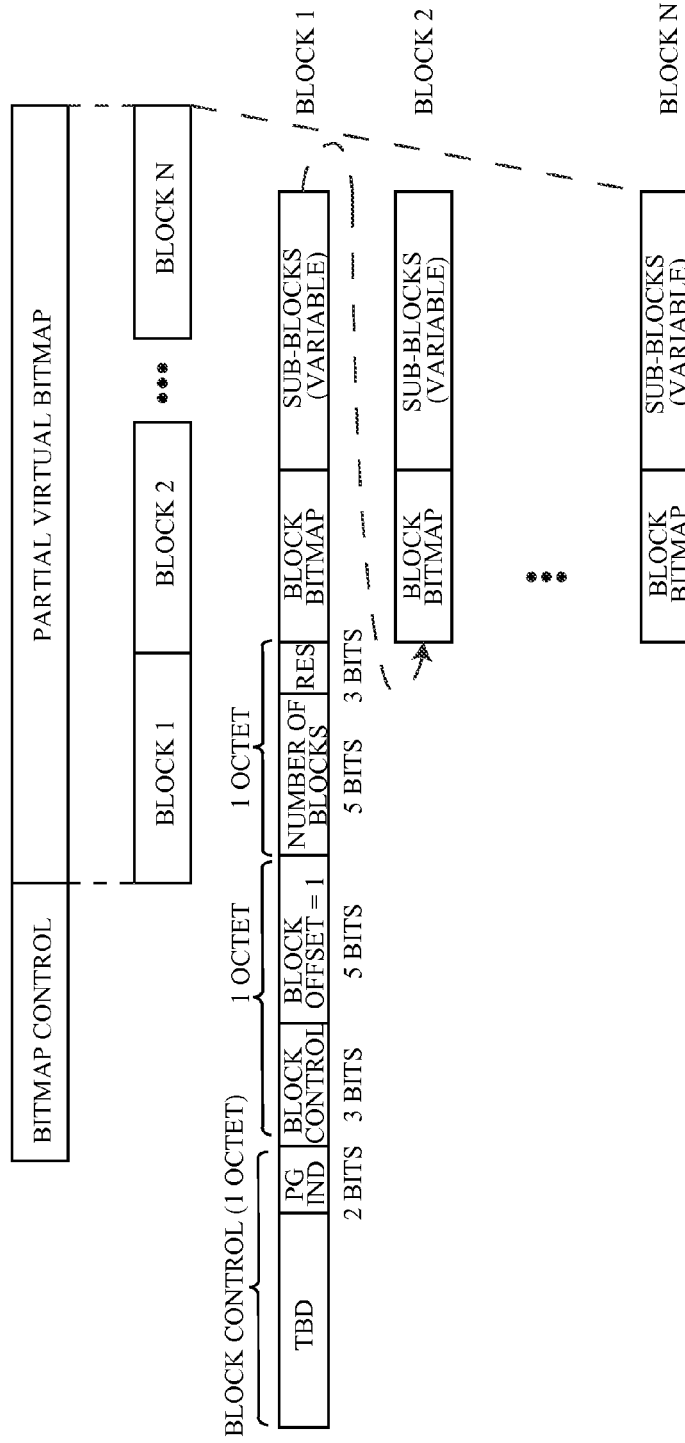 BITMAP CONTROL
PARTIAL VIRTUAL BITMAP
BLOCK 1
BLOCK 2
BLOCK N
BLOCK CONTROL (1 OCTET)
1 OCTET
1 OCTET
TBD
PG
IND
BLOCK
CONTROL
BLOCK
OFFSET = 1
NUMBER OF
BLOCKS
RES
BLOCK
BITMAP
SUB-BLOCKS
(VARIABLE)
BLOCK 1
2 BITS
3 BITS
5 BITS
5 BITS
3 BITS
BLOCK
BITMAP
SUB-BLOCKS
(VARIABLE)
BLOCK 2
BLOCK
BITMAP
SUB-BLOCKS
(VARIABLE)
BLOCK N